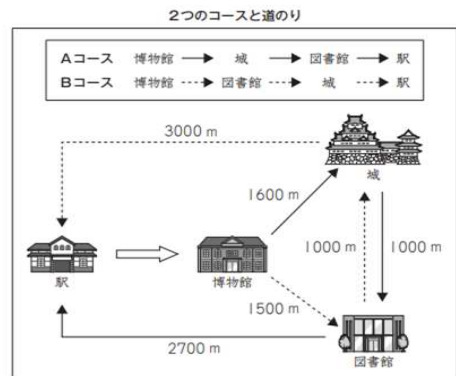 2つのコースと道のり
Aコース 博物館 城 図書館 駅
Bコース 博物館 図書館 城 駅
3000 m
城
1600 m
1000 m 1000 m
駅
博物館
1500 m
2700 m
図書館